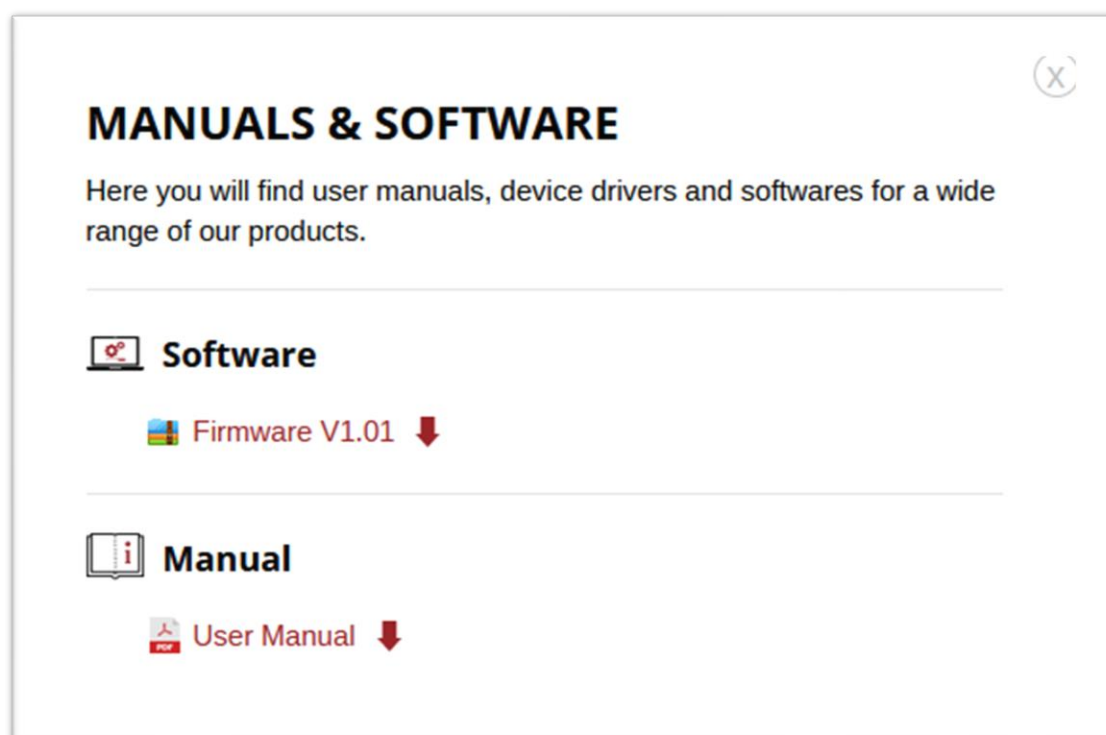 X
MANUALS & SOFTWARE
Here you will find user manuals, device drivers and softwares for a wide
range of our products.
Software
Firmware V1.01
i
Manual
PDF
User Manual